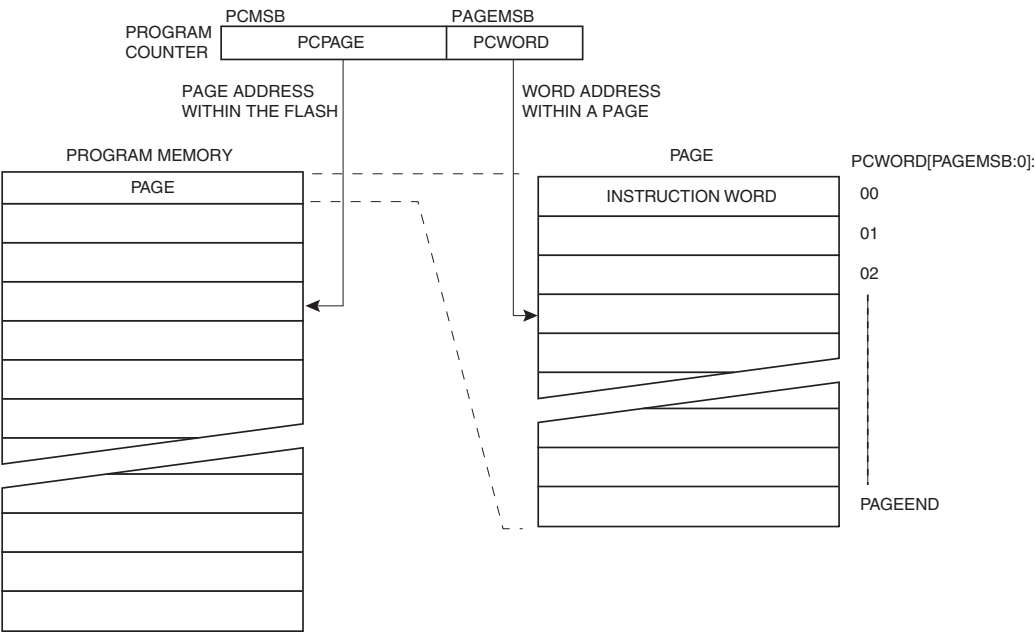 PCMSB PAGEMSB
PROGRAM
COUNTER
PCPAGE PCWORD
PAGE ADDRESS
WITHIN THE FLASH
WORD ADDRESS
WITHIN A PAGE
PROGRAM MEMORY
PAGE
PAGE
INSTRUCTION WORD
PCWORD[PAGEMSB:0]:
00
01
02
PAGEEND